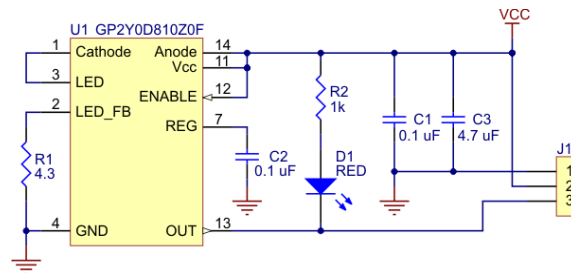 VCC
U1 GP2Y0D810Z0F
1 Cathode Anode 14
Vcc 11
3 LED
ENABLE 12
2 LED_FB
REG 7
R2
1k
C1
0.1 uF
C3
4.7 uF
R1
4.3
C2
0.1 uF
D1
RED
J1
1
2
3
4 GND OUT 13